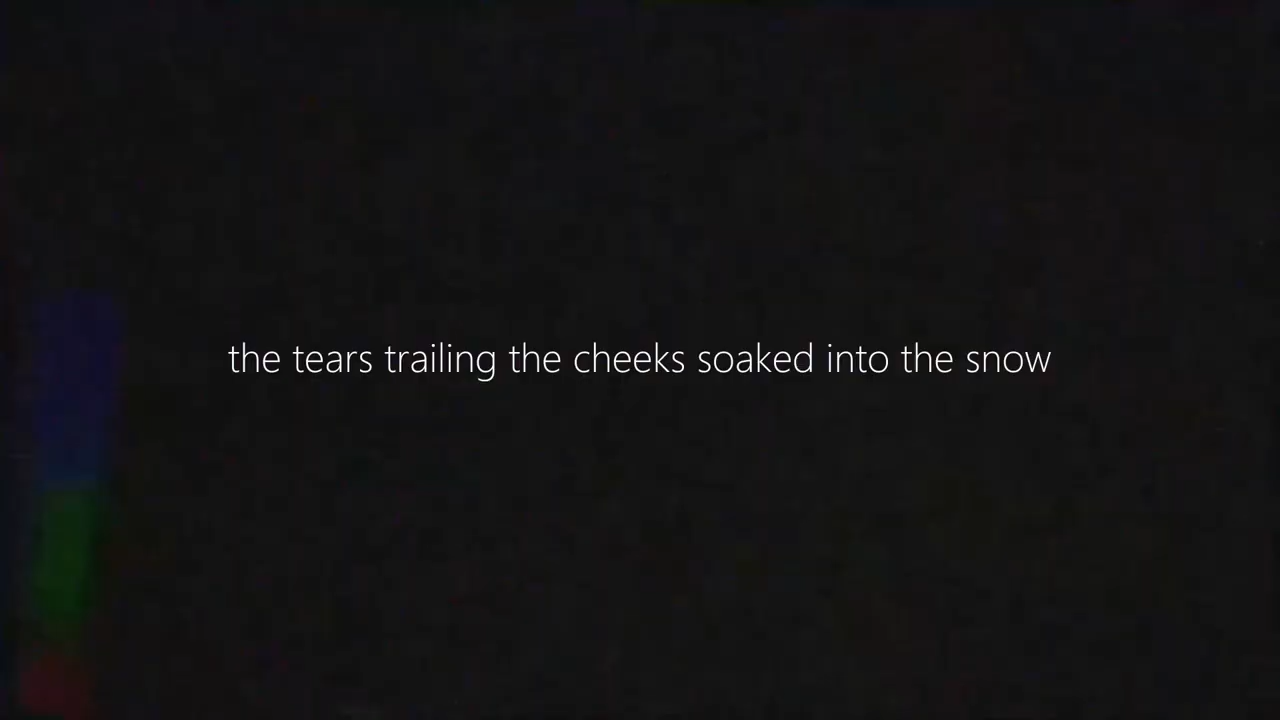 the tears trailing the cheeks soaked into the snow